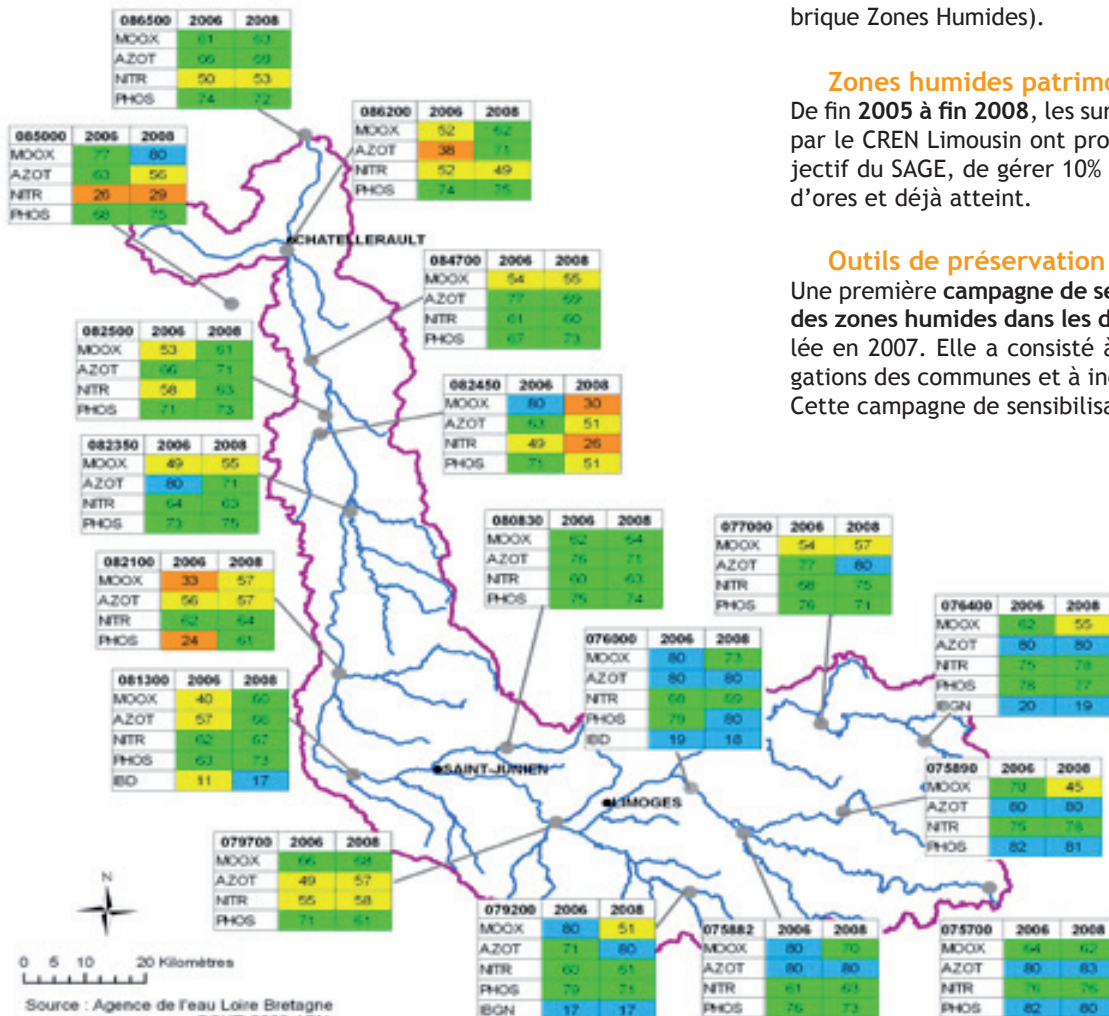 brique Zones Humides).
Zones humides patrimo
De fin 2005 à fin 2008, les sur
par le CREN Limousin ont pro
jectif du SAGE, de gérer 10%
d'ores et déjà atteint.
Outils de préservation
Une première campagne de se
des zones humides dans les d
lée en 2007. Elle a consisté à
gations des communes et à in
Cette campagne de sensibilisa
086500 2006 2008
MOOX 61 63
AZOT 66 69
NITR 50 53
PHOS 74 72
086200 2006 2008
MOOX 52 62
AZOT 38 71
NITR 52 49
PHOS 74 75
085000 2006 2008
MOOX 77 80
AZOT 63 56
NITR 26 29
PHOS 68 75
CHATELLERAULT
084700 2006 2008
MOOX 54 55
AZOT 77 69
NITR 61 60
PHOS 67 73
082500 2006 2008
MOOX 53 61
AZOT 66 71
NITR 58 63
PHOS 71 73
082450 2006 2008
MOOX 80 30
AZOT 63 51
NITR 49 26
PHOS 71 51
082350 2006 2008
MOOX 49 55
AZOT 80 71
NITR 64 63
PHOS 73 75
080830 2006 2008
MOOX 62 64
AZOT 76 71
NITR 60 63
PHOS 75 74
077000 2006 2008
MOOX 54 57
AZOT 77 80
NITR 68 75
PHOS 76 71
082100 2006 2008
MOOX 33 57
AZOT 56 57
NITR 62 64
PHOS 24 61
076400 2006 2008
MOOX 62 55
AZOT 80 80
NITR 75 78
PHOS 78 77
IBGN 20 19
076000 2006 2008
MOOX 80 73
AZOT 80 80
NITR 68 69
PHOS 79 80
IBD 19 18
081300 2006 2008
MOOX 40 60
AZOT 57 66
NITR 62 67
PHOS 63 73
IBD 11 17
SAINT-JUNIEN
LIMOGES
075890 2006 2008
MOOX 70 45
AZOT 80 80
NITR 75 78
PHOS 82 81
079700 2006 2008
MOOX 66 68
AZOT 49 57
NITR 55 58
PHOS 71 61
079200 2006 2008
MOOX 80 51
AZOT 71 80
NITR 60 61
PHOS 79 71
IBGN 17 17
075882 2006 2008
MOOX 80 70
AZOT 80 80
NITR 61 63
PHOS 76 73
075700 2006 2008
MOOX 64 62
AZOT 80 83
NITR 76 76
PHOS 82 80
N
0 5 10 20 Kilomètres
Source : Agence de l'eau Loire Bretagne